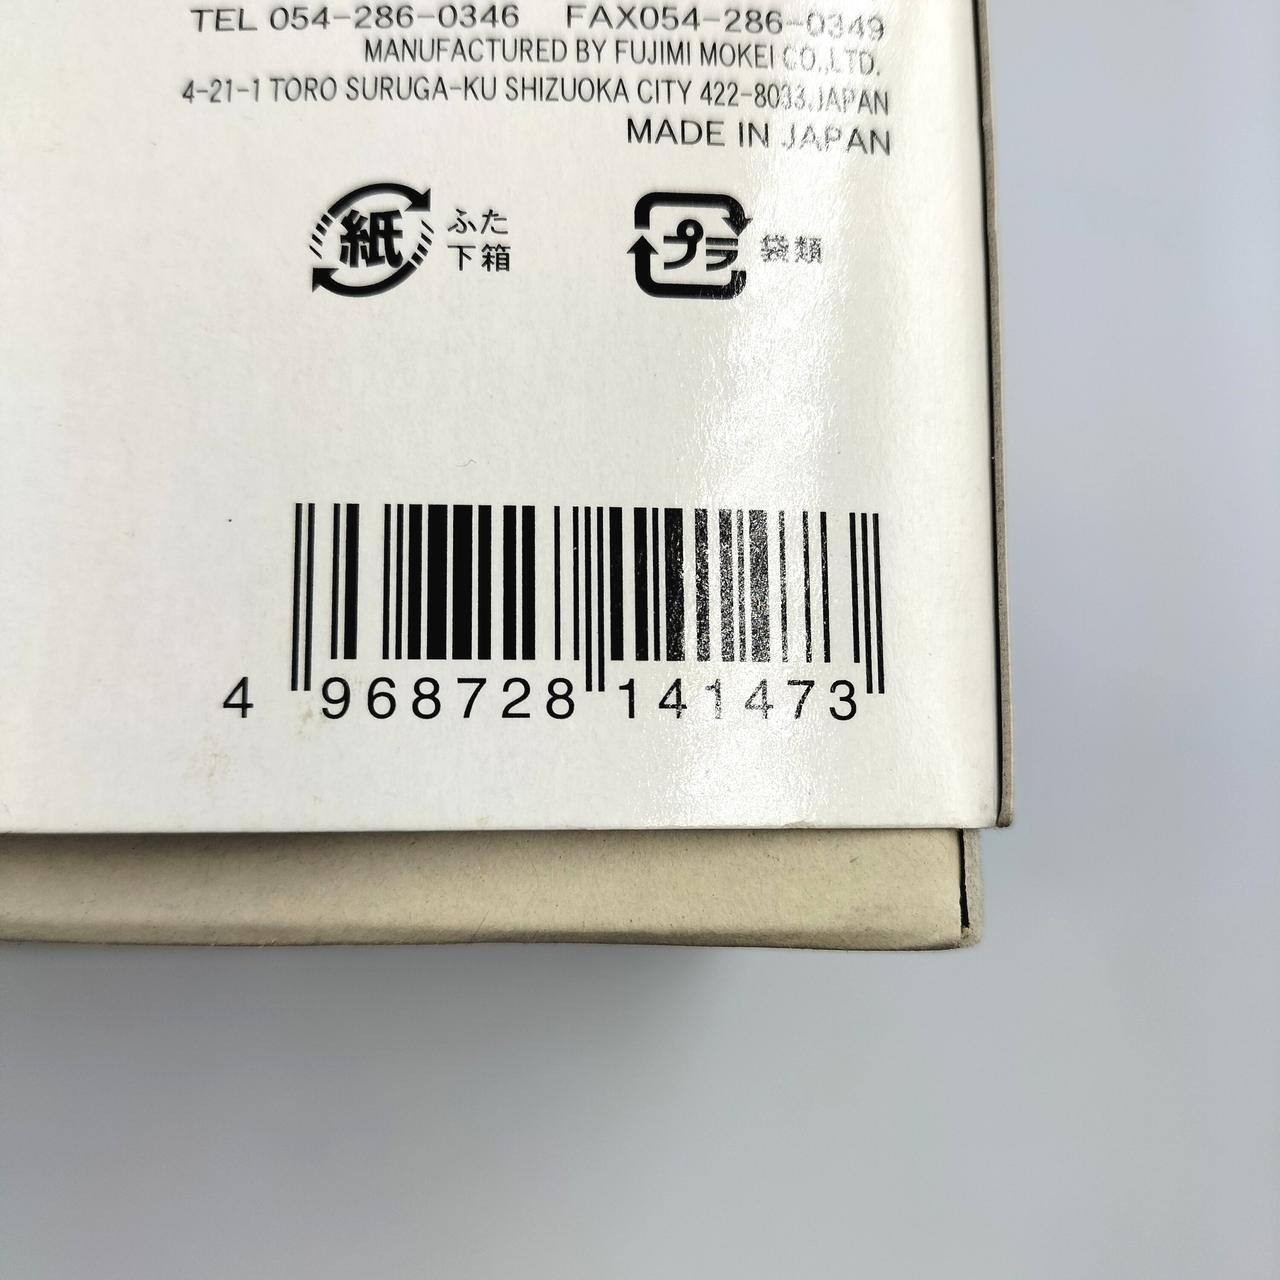 TEL 054-286-0346 FAX054-286-0349
MANUFACTURED BY FUJIMI MOKEI CO.,LTD.
4-21-1 TORO SURUGA-KU SHIZUOKA CITY 422-8033,JAPAN
MADE IN JAPAN
紙 ふた
下箱
プラ 袋類
4 968728 141473